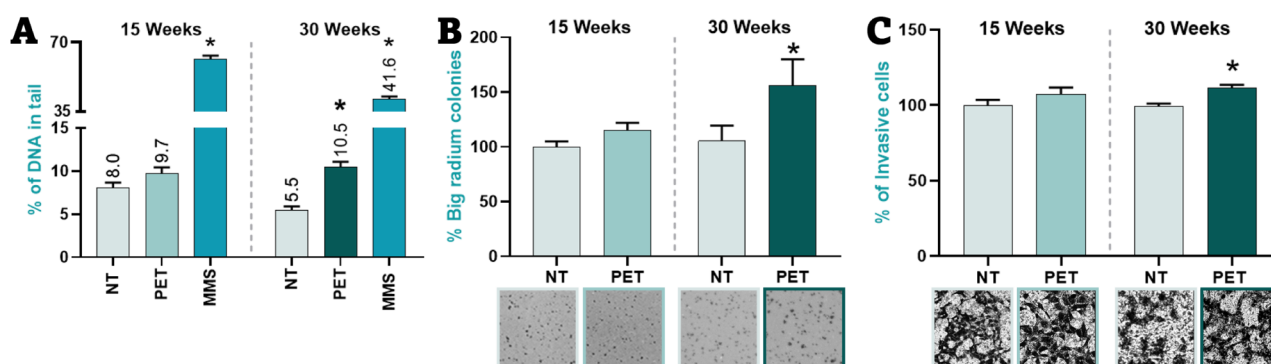 A
15 Weeks
30 Weeks
% of DNA in tail
70
35
15
10
5
0
8.0
9.7
*
5.5
10.5
*
41.6
*
NT
PET
MMS
NT
PET
MMS
B
15 Weeks
30 Weeks
% Big radium colonies
200
150
100
50
0
*
NT
PET
NT
PET
C
15 Weeks
30 Weeks
% of Invasive cells
150
100
50
0
*
NT
PET
NT
PET